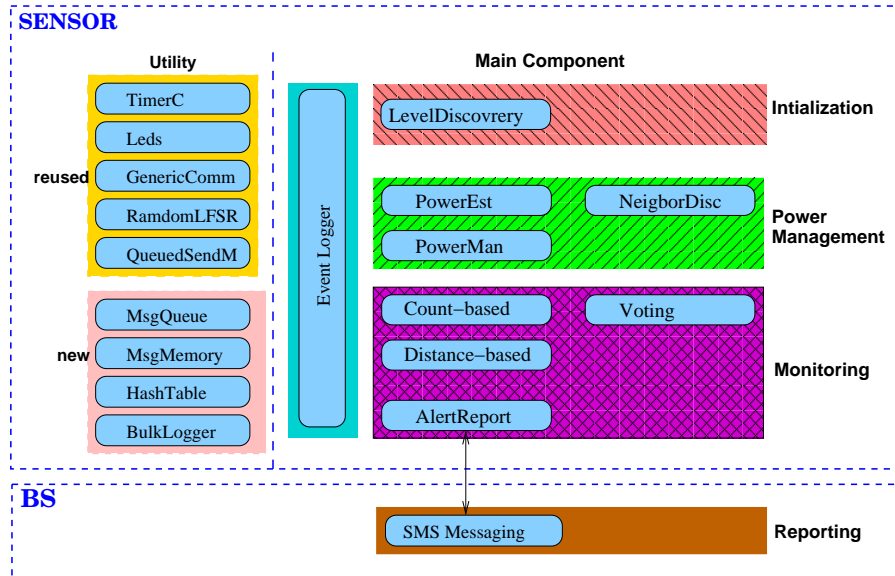 SENSOR
Utility
Main Component
TimerC
Leds
reused
GenericComm
RamdomLFSR
QueuedSendM
new
MsgQueue
MsgMemory
HashTable
BulkLogger
Event Logger
LevelDiscovrery
Intialization
PowerEst
NeigborDisc
PowerMan
Power
Management
Count−based
Voting
Distance−based
Monitoring
AlertReport
BS
SMS Messaging
Reporting